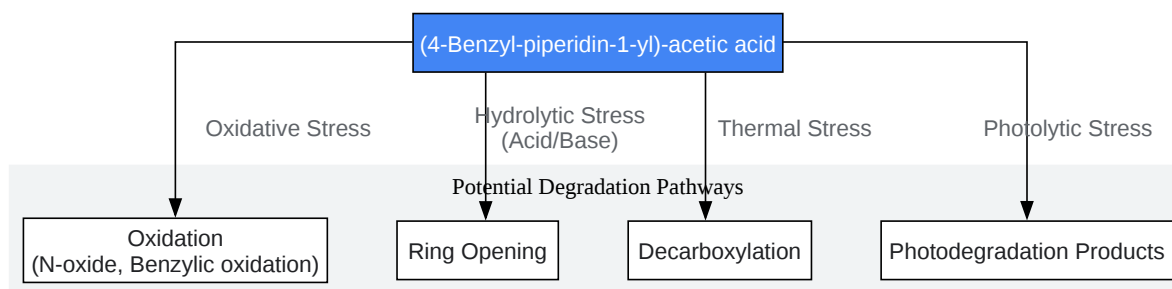 (4-Benzyl-piperidin-1-yl)-acetic acid
Oxidative Stress
Hydrolytic Stress
(Acid/Base)
Thermal Stress
Photolytic Stress
Potential Degradation Pathways
Oxidation
(N-oxide, Benzylic oxidation)
Ring Opening
Decarboxylation
Photodegradation Products